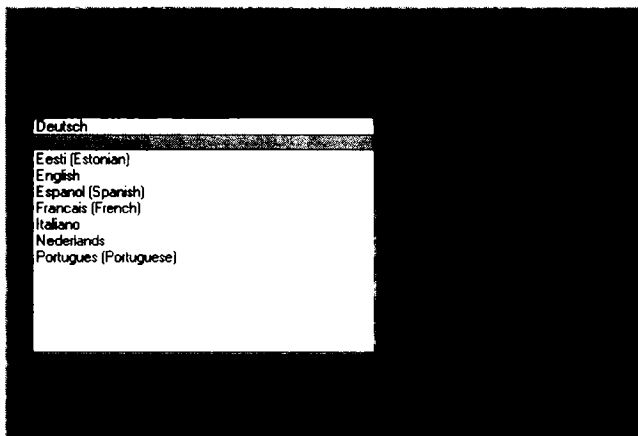 Deutsch
Eesti (Estonian)
English
Espanol (Spanish)
Francais (French)
Italiano
Nederlands
Portugues (Portuguese)